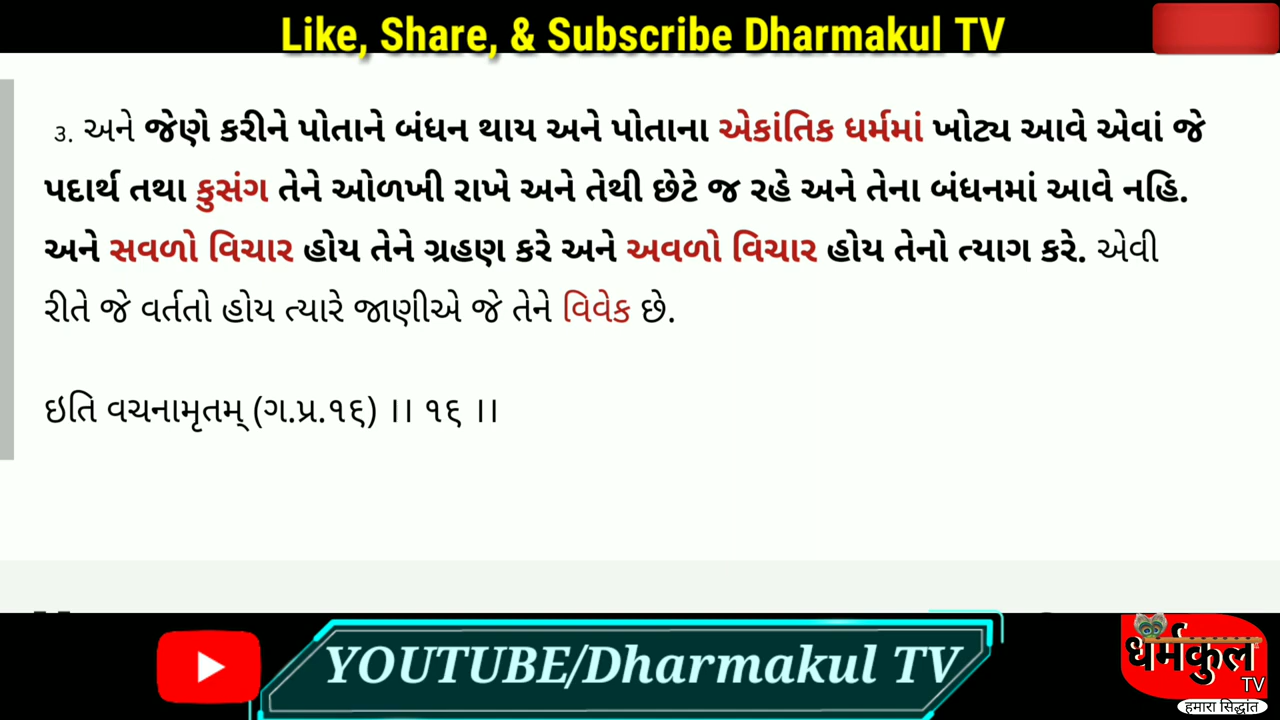 Like, Share, & Subscribe Dharmakul TV
૩. અને જેણે કરીને પોતાને બંધન થાય અને પોતાના એકાંતિક ધર્મમાં ખોટ્ય આવે એવાં જે
પદાર્થ તથા કુસંગ તેને ઓળખી રાખે અને તેથી છેટે જ રહે અને તેના બંધનમાં આવે નહિ.
અને સવળો વિચાર હોય તેને ગ્રહણ કરે અને અવળો વિચાર હોય તેનો ત્યાગ કરે. એવી
રીતે જે વર્તતો હોય ત્યારે જાણીએ જે તેને વિવેક છે.
ઇતિ વચનામૃતમ્ (ગ.પ્ર.૧૬) ।। ૧૬ ।।
YOUTUBE/Dharmakul TV
धर्मकुल
TV
हमारा सिद्धांत